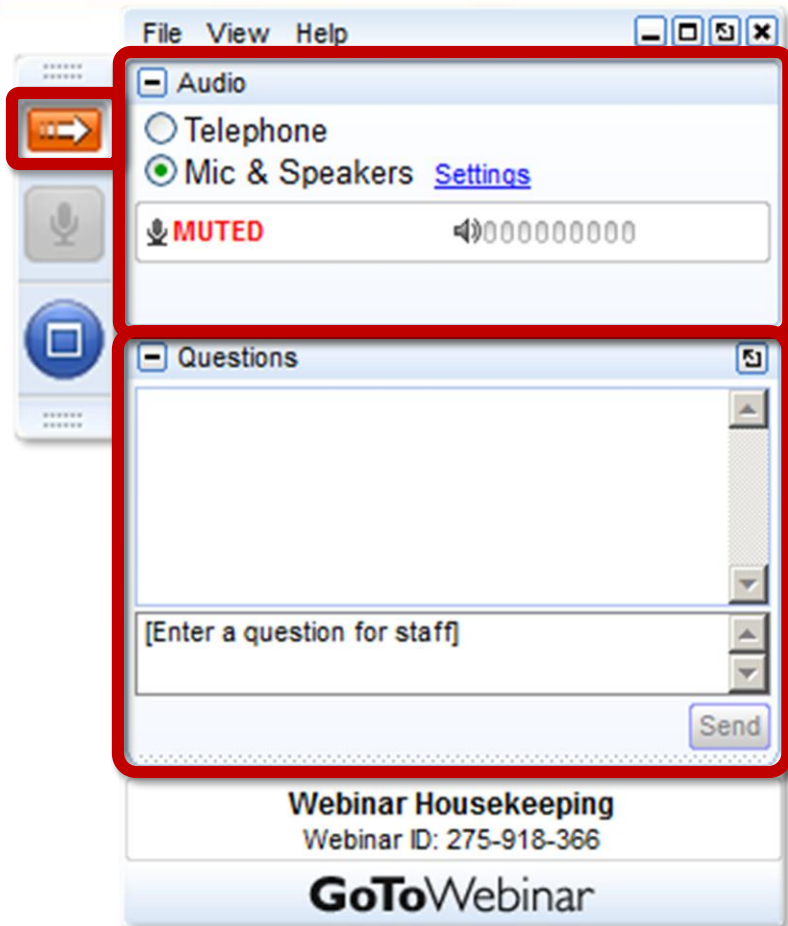 File View Help
Audio
Telephone
Mic & Speakers Settings
MUTED
Questions
[Enter a question for staff]
Send
Webinar Housekeeping
Webinar ID: 275-918-366
GoToWebinar